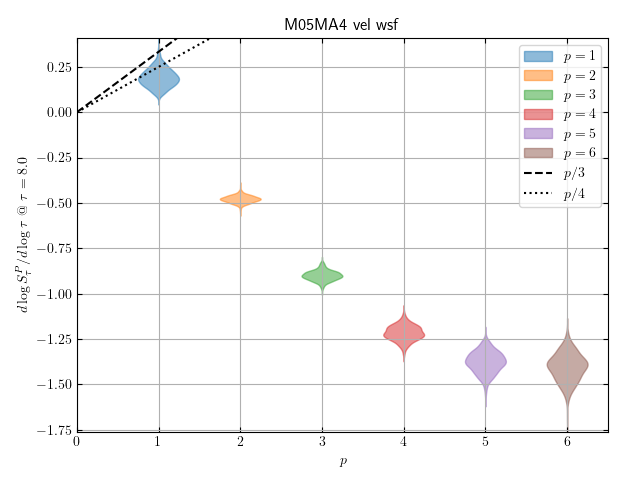 M05MA4 vel wsf
d log S_τ^P / d log τ @ τ = 8.0
0.25
0.00
−0.25
−0.50
−0.75
−1.00
−1.25
−1.50
−1.75
0 1 2 3 4 5 6
p
p = 1
p = 2
p = 3
p = 4
p = 5
p = 6
p/3
p/4